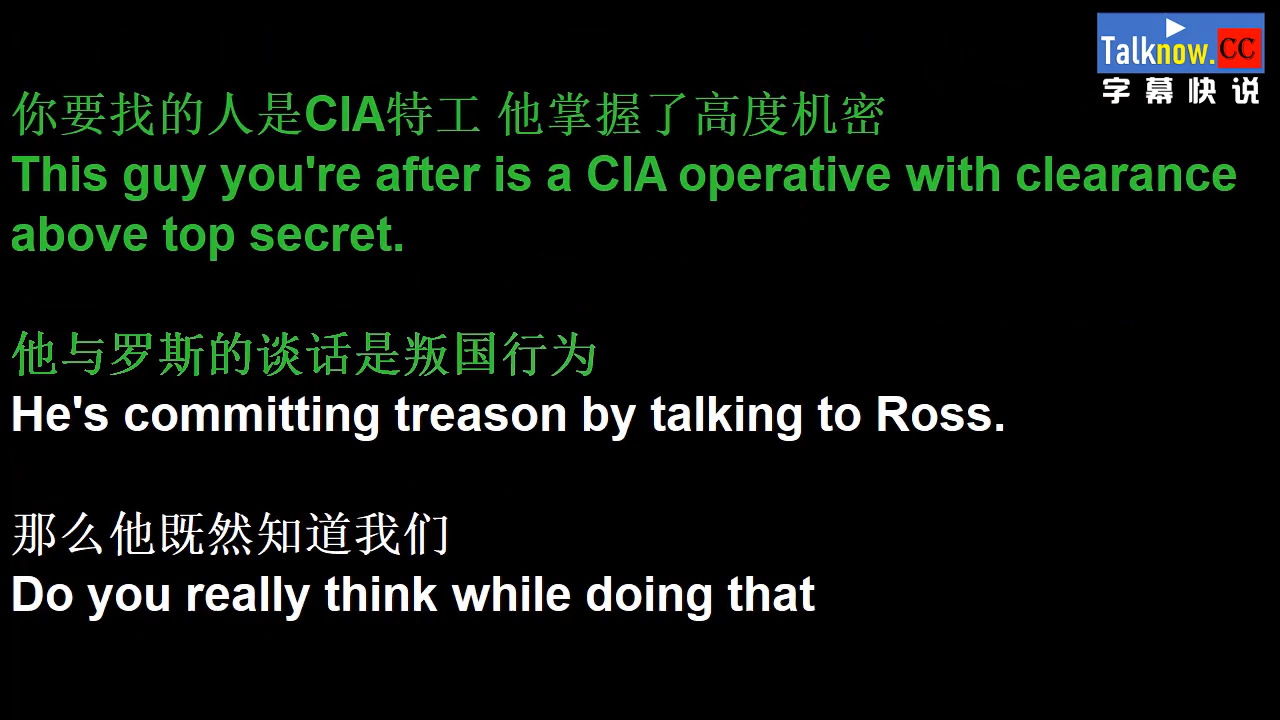 Talknow.CC
字幕快说
你要找的人是CIA特工 他掌握了高度机密
This guy you're after is a CIA operative with clearance
above top secret.
他与罗斯的谈话是叛国行为
He's committing treason by talking to Ross.
那么他既然知道我们
Do you really think while doing that